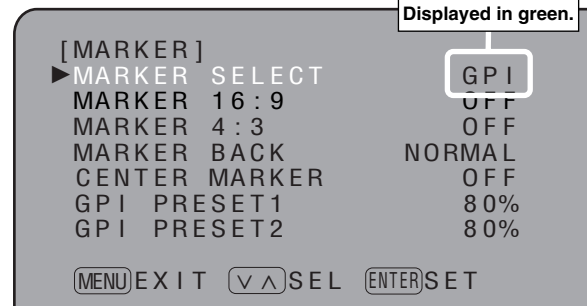 Displayed in green.
[MARKER]
▶MARKER SELECT GPI
MARKER 16:9 OFF
MARKER 4:3 OFF
MARKER BACK NORMAL
CENTER MARKER OFF
GPI PRESET1 80%
GPI PRESET2 80%
MENU EXIT ∨∧ SEL ENTER SET